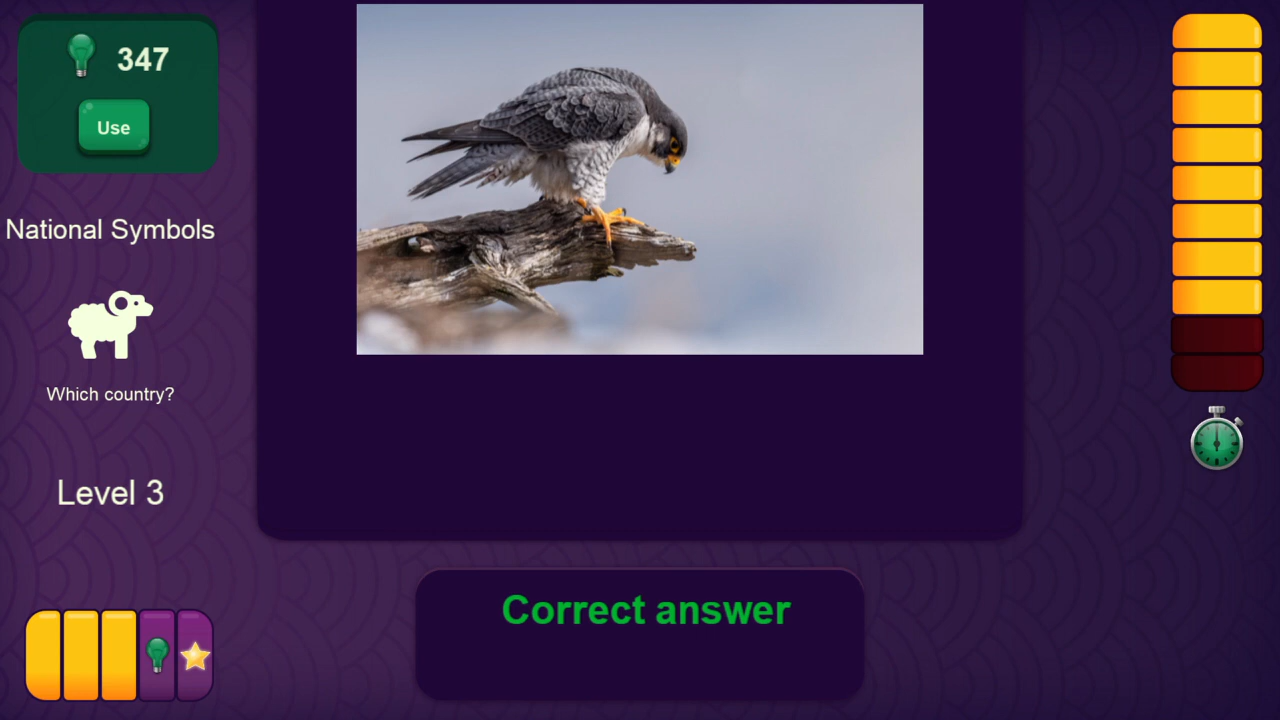 347
Use
National Symbols
Which country?
Level 3
Correct answer